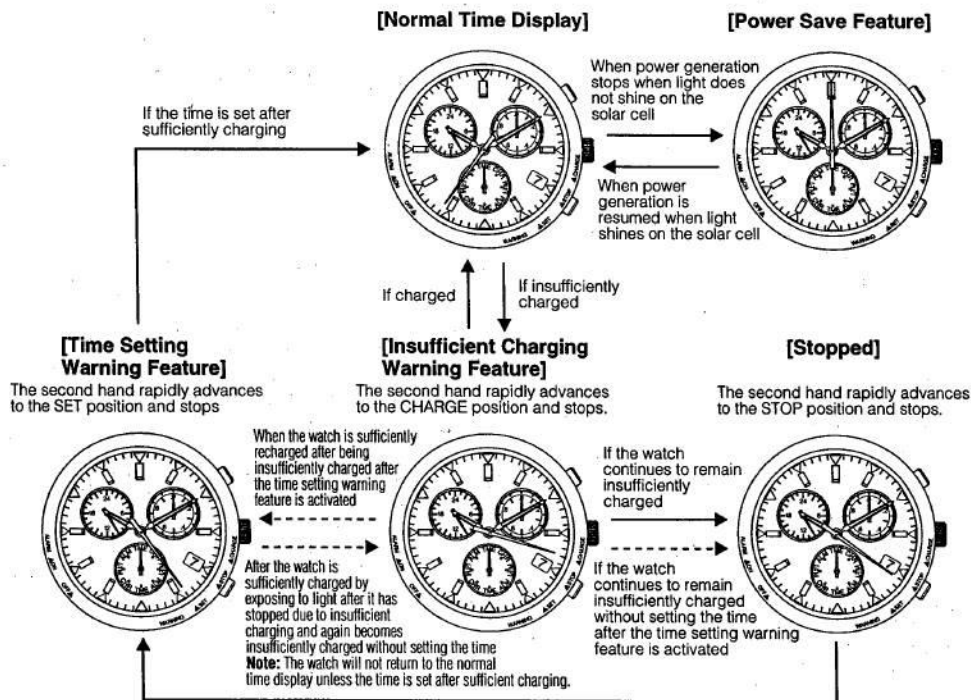 [Normal Time Display]
[Power Save Feature]
If the time is set after
sufficiently charging
When power generation
stops when light does
not shine on the
solar cell
When power
generation is
resumed when light
shines on the solar cell
If charged
If insufficiently
charged
[Time Setting
Warning Feature]
The second hand rapidly advances
to the SET position and stops
[Insufficient Charging
Warning Feature]
The second hand rapidly advances
to the CHARGE position and stops.
[Stopped]
The second hand rapidly advances
to the STOP position and stops.
When the watch is sufficiently
recharged after being
insufficiently charged after
the time setting warning
feature is activated
After the watch is
sufficiently charged by
exposing to light after it has
stopped due to insufficient
charging and again becomes
insufficiently charged without setting the time
Note: The watch will not return to the normal
time display unless the time is set after sufficient charging.
If the watch
continues to remain
insufficiently
charged
If the watch
continues to remain
insufficiently charged
without setting the time
after the time setting warning
feature is activated
7
7
7
7
7